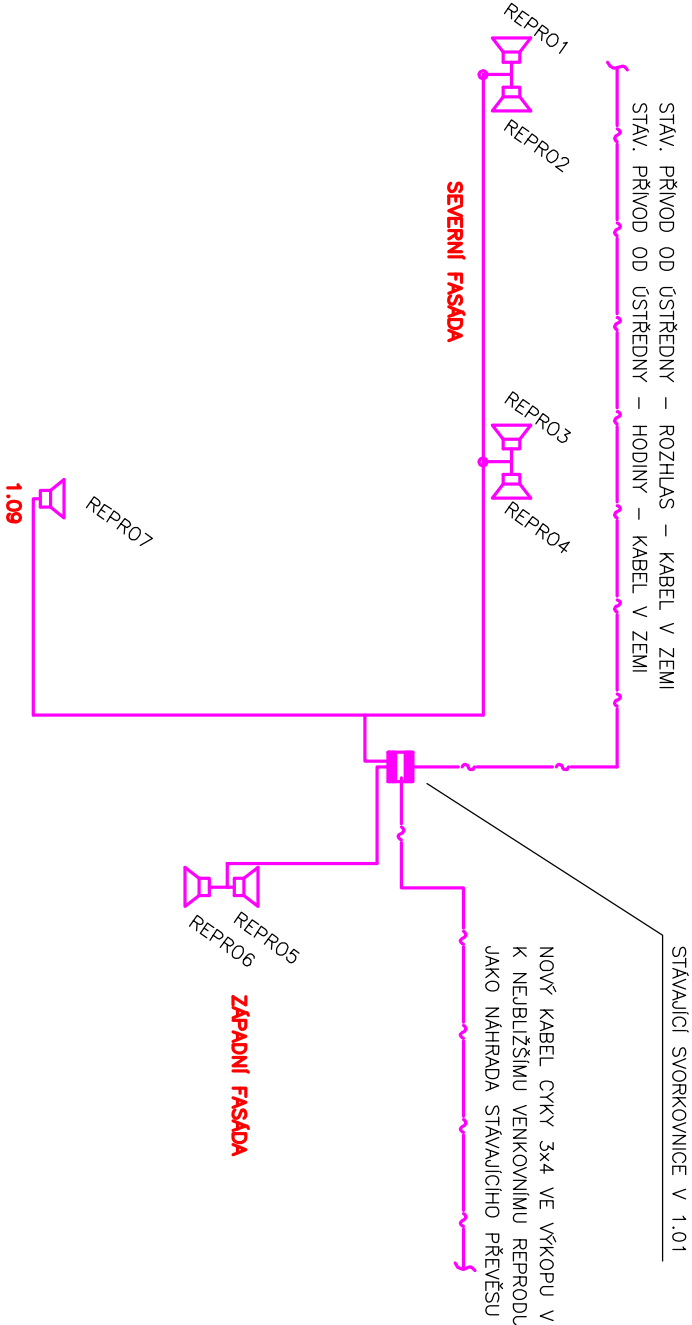 STÁV. PŘÍVOD OD ÚSTŘEDNY – ROZHLAS – KABEL V ZEMI
STÁV. PŘÍVOD OD ÚSTŘEDNY – HODINY – KABEL V ZEMI
REPRO1
REPRO2
REPRO3
REPRO4
SEVERNÍ FASÁDA
REPRO7
1.09
STÁVAJÍCÍ SVORKOVNICE V 1.01
NOVÝ KABEL CYKY 3x4 VE VÝKOPU V
K NEJBLIŽŠÍMU VENKOVNÍMU REPRODU
JAKO NÁHRADA STÁVAJÍCÍHO PŘEVĚSU
REPRO5
REPRO6
ZÁPADNÍ FASÁDA